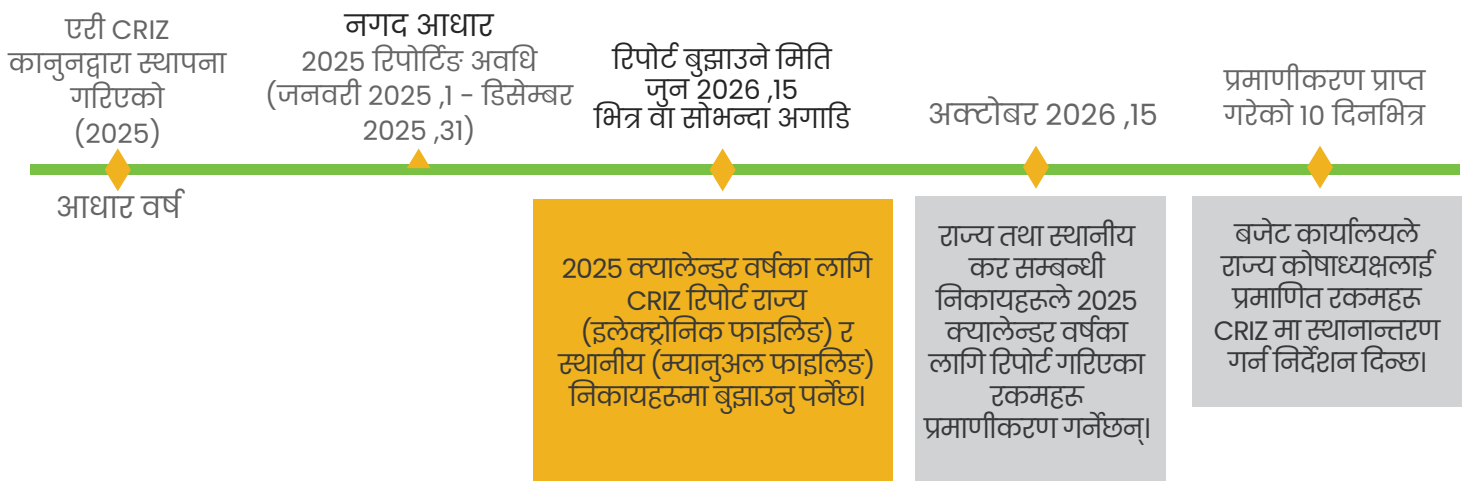 एरी CRIZ
कानुनद्वारा स्थापना
गरिएको
(2025)
आधार वर्ष
नगद आधार
2025 रिपोर्टिङ अवधि
(जनवरी 2025 ,1 - डिसेम्बर
2025 ,31)
रिपोर्ट बुझाउने मिति
जुन 2026 ,15
भित्र वा सोभन्दा अगाडि
2025 क्यालेन्डर वर्षका लागि
CRIZ रिपोर्ट राज्य
(इलेक्ट्रोनिक फाइलिङ) र
स्थानीय (म्यानुअल फाइलिङ)
निकायहरूमा बुझाउनु पर्नेछ।
अक्टोबर 2026 ,15
राज्य तथा स्थानीय
कर सम्बन्धी
निकायहरूले 2025
क्यालेन्डर वर्षका
लागि रिपोर्ट गरिएका
रकमहरू
प्रमाणीकरण गर्नेछन्।
प्रमाणीकरण प्राप्त
गरेको 10 दिनभित्र
बजेट कार्यालयले
राज्य कोषाध्यक्षलाई
प्रमाणित रकमहरू
CRIZ मा स्थानान्तरण
गर्न निर्देशन दिन्छ।